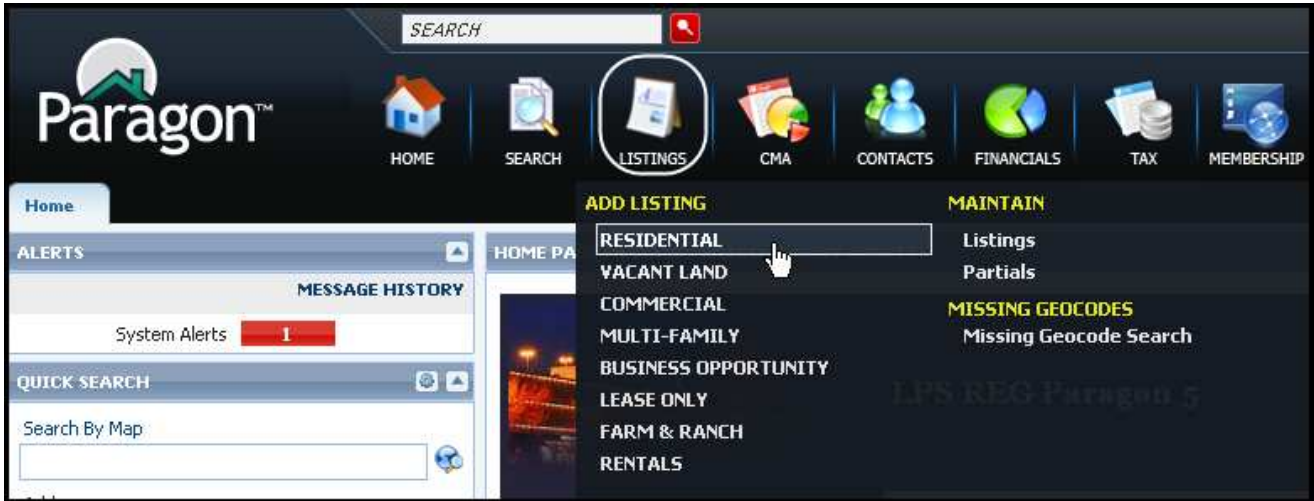 SEARCH
Paragon™
HOME
SEARCH
LISTINGS
CMA
CONTACTS
FINANCIALS
TAX
MEMBERSHIP
Home
ALERTS
MESSAGE HISTORY
System Alerts 1
QUICK SEARCH
Search By Map
HOME PA
ADD LISTING
RESIDENTIAL
VACANT LAND
COMMERCIAL
MULTI-FAMILY
BUSINESS OPPORTUNITY
LEASE ONLY
FARM & RANCH
RENTALS
MAINTAIN
Listings
Partials
MISSING GEOCODES
Missing Geocode Search
LPS REG Paragon 5